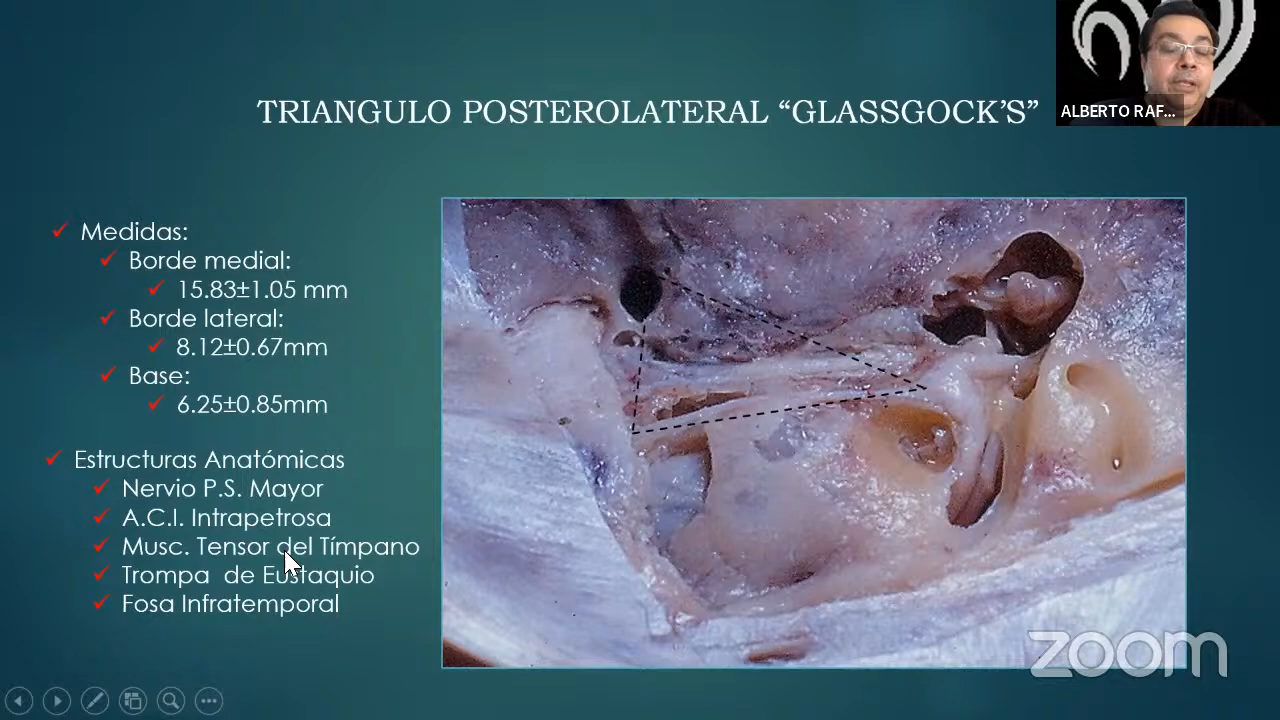 TRIANGULO POSTEROLATERAL “GLASSGOCK’S”
ALBERTO RAF...
Medidas:
Borde medial:
15.83±1.05 mm
Borde lateral:
8.12±0.67mm
Base:
6.25±0.85mm
Estructuras Anatómicas
Nervio P.S. Mayor
A.C.I. Intrapetrosa
Musc. Tensor del Tímpano
Trompa de Eustaquio
Fosa Infratemporal
zoom